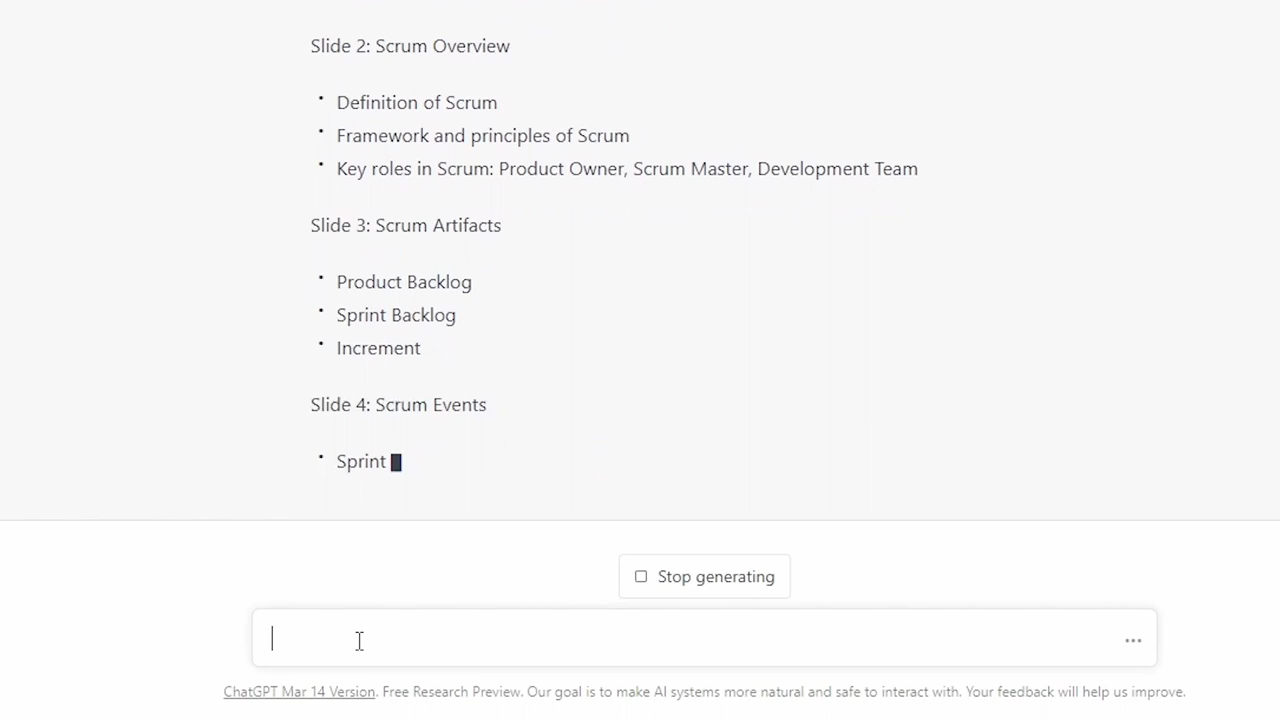 Slide 2: Scrum Overview
• Definition of Scrum
• Framework and principles of Scrum
• Key roles in Scrum: Product Owner, Scrum Master, Development Team
Slide 3: Scrum Artifacts
• Product Backlog
• Sprint Backlog
• Increment
Slide 4: Scrum Events
• Sprint
Stop generating
ChatGPT Mar 14 Version. Free Research Preview. Our goal is to make AI systems more natural and safe to interact with. Your feedback will help us improve.